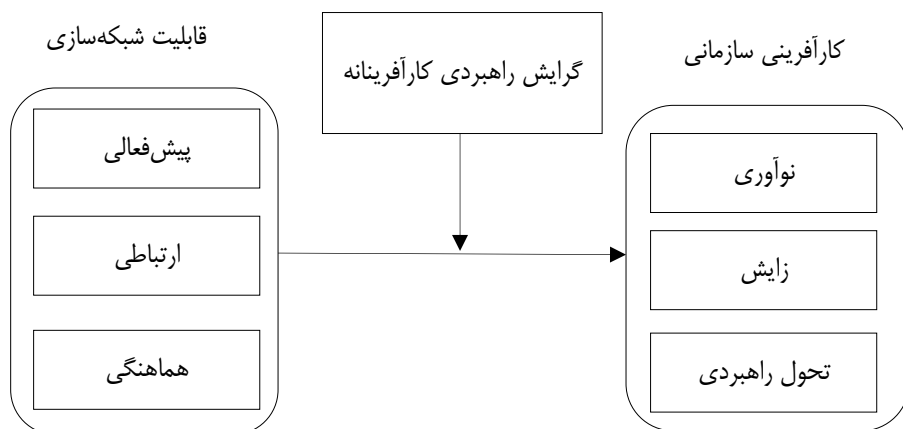 قابلیت شبکه‌سازی
گرایش راهبردی کارآفرینانه
کارآفرینی سازمانی
پیش‌فعالی
ارتباطی
هماهنگی
نوآوری
زایش
تحول راهبردی